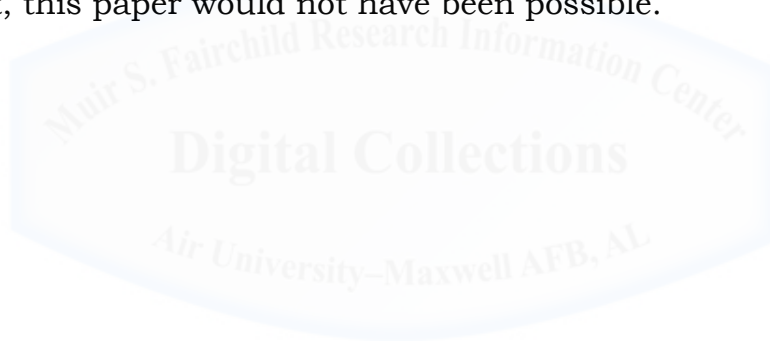 , this paper would not have been possible.
Muir S. Fairchild Research Information Center
Digital Collections
Air University–Maxwell AFB, AL